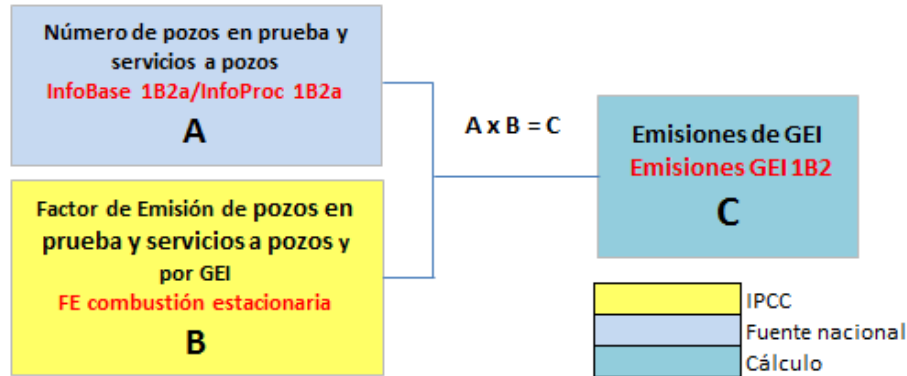 Número de pozos en prueba y
servicios a pozos
InfoBase 1B2a/InfoProc 1B2a
A
A x B = C
Emisiones de GEI
Emisiones GEI 1B2
C
Factor de Emisión de pozos en
prueba y servicios a pozos y
por GEI
FE combustión estacionaria
B
IPCC
Fuente nacional
Cálculo